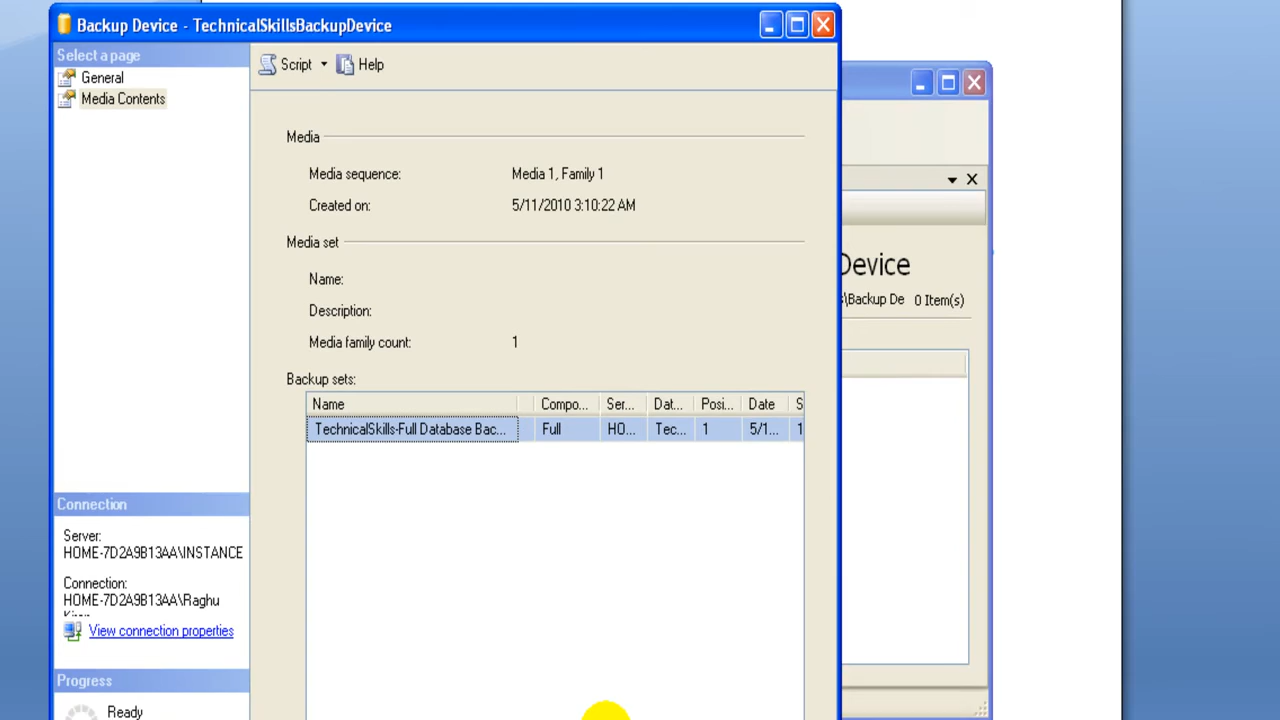 Backup Device - TechnicalSkillsBackupDevice
Select a page
General
Media Contents
Script
Help
Media
Media sequence: Media 1, Family 1
Created on: 5/11/2010 3:10:22 AM
Media set
Name:
Description:
Media family count: 1
Backup sets:
Name Compo... Ser... Dat... Posi... Date S
TechnicalSkills-Full Database Bac... Full HO... Tec... 1 5/1... 1
Connection
Server:
HOME-7D2A9B13AA\INSTANCE
Connection:
HOME-7D2A9B13AA\Raghu
View connection properties
Progress
Ready
Device
\Backup De 0 Item(s)